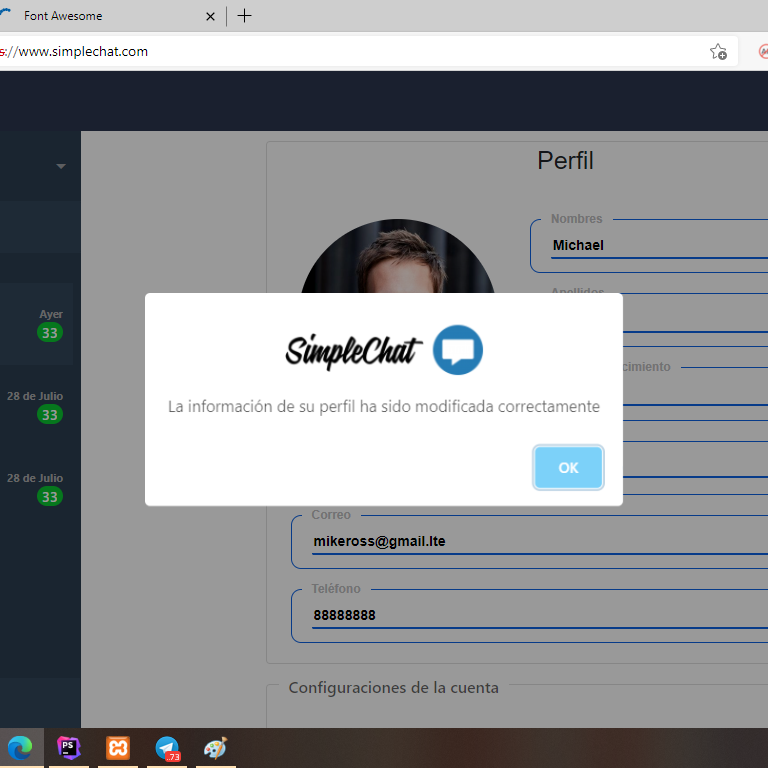 Font Awesome
s://www.simplechat.com
Perfil
Nombres
Michael
Apellidos
cimiento
Ayer
33
28 de Julio
33
28 de Julio
33
SimpleChat
La información de su perfil ha sido modificada correctamente
OK
Correo
mikeross@gmail.lte
Teléfono
88888888
Configuraciones de la cuenta
PS
73